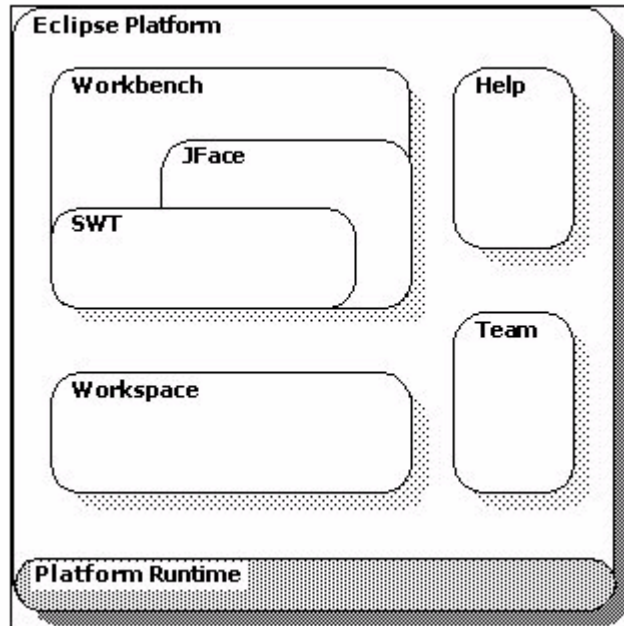 Eclipse Platform
Workbench
Help
JFace
SWT
Team
Workspace
Platform Runtime